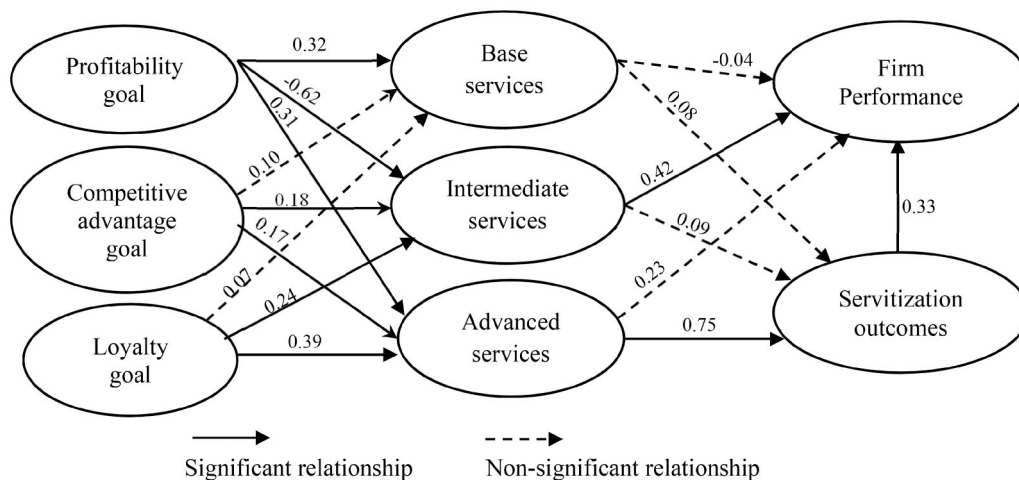 Profitability
goal
Competitive
advantage
goal
Loyalty
goal
0.32
-0.62
0.31
0.10
0.18
0.17
0.07
0.24
0.39
Base
services
Intermediate
services
Advanced
services
-0.04
0.08
0.42
0.09
0.23
0.75
Firm
Performance
0.33
Servitization
outcomes
Significant relationship
Non-significant relationship